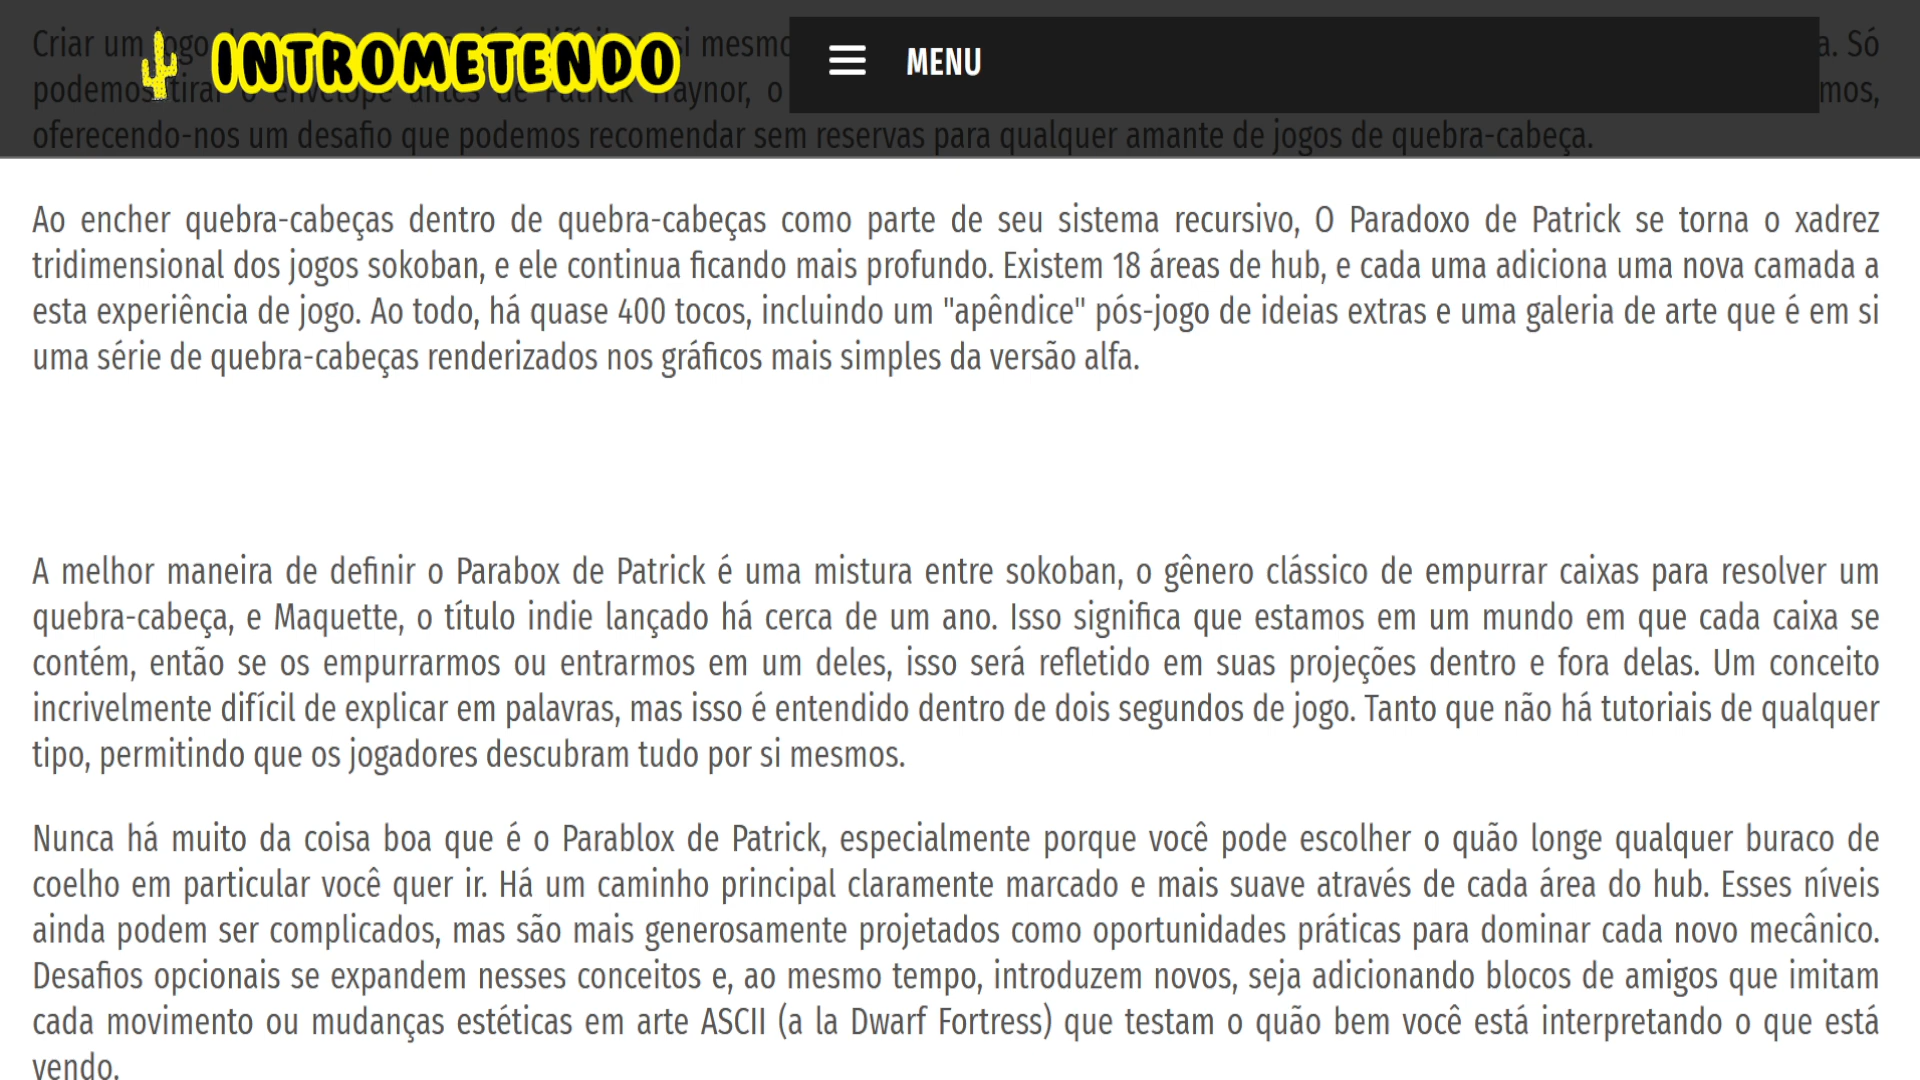 Criar um jogo mesmo a. Só
INTROMETENDO
MENU
podemos tirar o envelope antes de Patrick Traynor, o mos,
oferecendo-nos um desafio que podemos recomendar sem reservas para qualquer amante de jogos de quebra-cabeça.
Ao encher quebra-cabeças dentro de quebra-cabeças como parte de seu sistema recursivo, O Paradoxo de Patrick se torna o xadrez
tridimensional dos jogos sokoban, e ele continua ficando mais profundo. Existem 18 áreas de hub, e cada uma adiciona uma nova camada a
esta experiência de jogo. Ao todo, há quase 400 tocos, incluindo um "apêndice" pós-jogo de ideias extras e uma galeria de arte que é em si
uma série de quebra-cabeças renderizados nos gráficos mais simples da versão alfa.
A melhor maneira de definir o Parabox de Patrick é uma mistura entre sokoban, o gênero clássico de empurrar caixas para resolver um
quebra-cabeça, e Maquette, o título indie lançado há cerca de um ano. Isso significa que estamos em um mundo em que cada caixa se
contém, então se os empurrarmos ou entrarmos em um deles, isso será refletido em suas projeções dentro e fora delas. Um conceito
incrivelmente difícil de explicar em palavras, mas isso é entendido dentro de dois segundos de jogo. Tanto que não há tutoriais de qualquer
tipo, permitindo que os jogadores descubram tudo por si mesmos.
Nunca há muito da coisa boa que é o Parablox de Patrick, especialmente porque você pode escolher o quão longe qualquer buraco de
coelho em particular você quer ir. Há um caminho principal claramente marcado e mais suave através de cada área do hub. Esses níveis
ainda podem ser complicados, mas são mais generosamente projetados como oportunidades práticas para dominar cada novo mecânico.
Desafios opcionais se expandem nesses conceitos e, ao mesmo tempo, introduzem novos, seja adicionando blocos de amigos que imitam
cada movimento ou mudanças estéticas em arte ASCII (a la Dwarf Fortress) que testam o quão bem você está interpretando o que está
vendo.